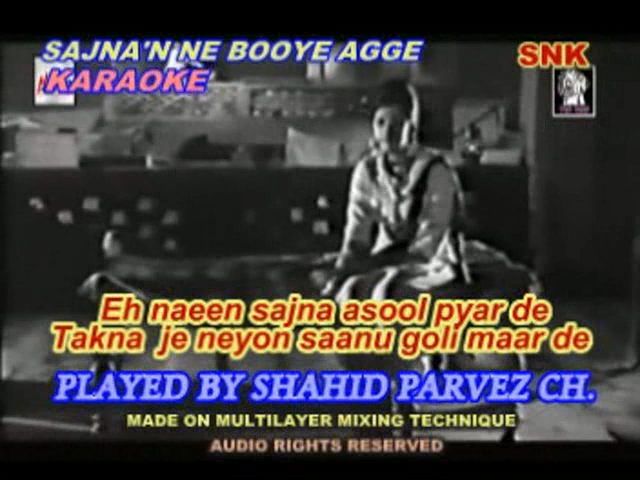 SAJNA'N NE BOOYE AGGE
SNK
KARAOKE
Eh naeen sajna asool pyar de
Takna je neyon saanu goli maar de
PLAYED BY SHAHID PARVEZ CH.
MADE ON MULTILAYER MIXING TECHNIQUE
AUDIO RIGHTS RESERVED